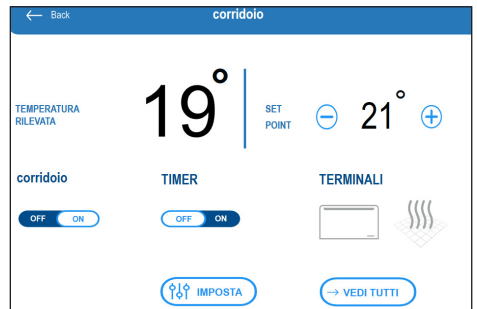 ← Back
corridoio
TEMPERATURA
RILEVATA
19°
SET
POINT
21°
corridoio
OFF ON
TIMER
OFF ON
TERMINALI
IMPOSTA
→ VEDI TUTTI